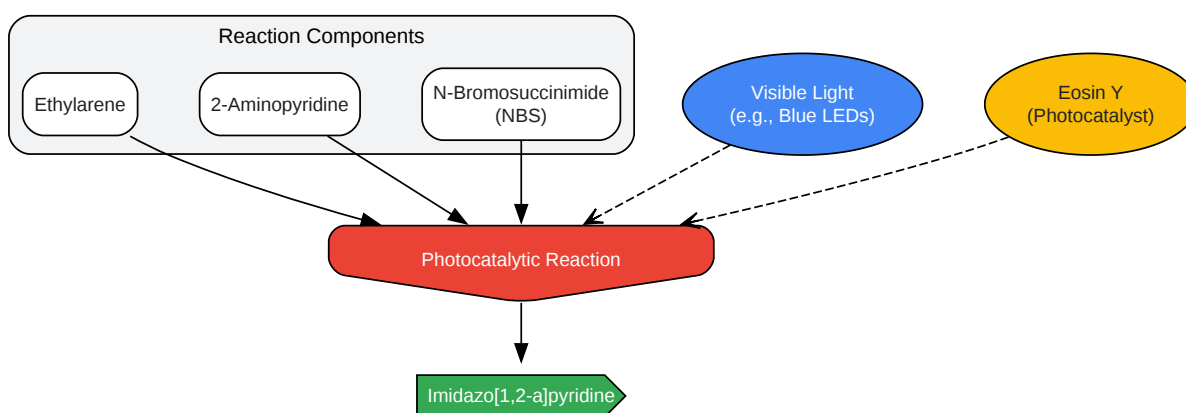 Reaction Components
Ethylarene
2-Aminopyridine
N-Bromosuccinimide
(NBS)
Visible Light
(e.g., Blue LEDs)
Eosin Y
(Photocatalyst)
Photocatalytic Reaction
Imidazo[1,2-a]pyridine